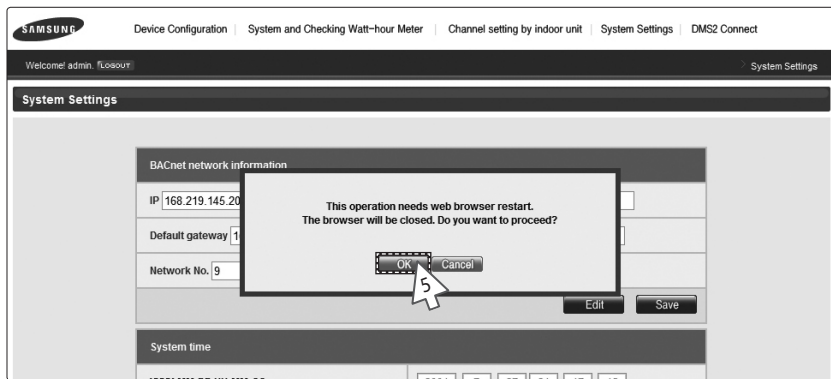 SAMSUNG
Device Configuration | System and Checking Watt-hour Meter | Channel setting by indoor unit | System Settings | DMS2 Connect
Welcome! admin. LOGOUT
> System Settings
System Settings
BACnet network information
IP 168.219.145.20
Default gateway
Network No. 9
This operation needs web browser restart.
The browser will be closed. Do you want to proceed?
OK Cancel
5
Edit Save
System time